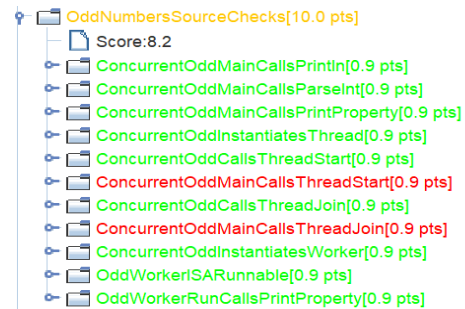 OddNumbersSourceChecks[10.0 pts]
Score:8.2
ConcurrentOddMainCallsPrintln[0.9 pts]
ConcurrentOddMainCallsParseInt[0.9 pts]
ConcurrentOddMainCallsPrintProperty[0.9 pts]
ConcurrentOddInstantiatesThread[0.9 pts]
ConcurrentOddCallsThreadStart[0.9 pts]
ConcurrentOddMainCallsThreadStart[0.9 pts]
ConcurrentOddCallsThreadJoin[0.9 pts]
ConcurrentOddMainCallsThreadJoin[0.9 pts]
ConcurrentOddInstantiatesWorker[0.9 pts]
OddWorkerISARunnable[0.9 pts]
OddWorkerRunCallsPrintProperty[0.9 pts]